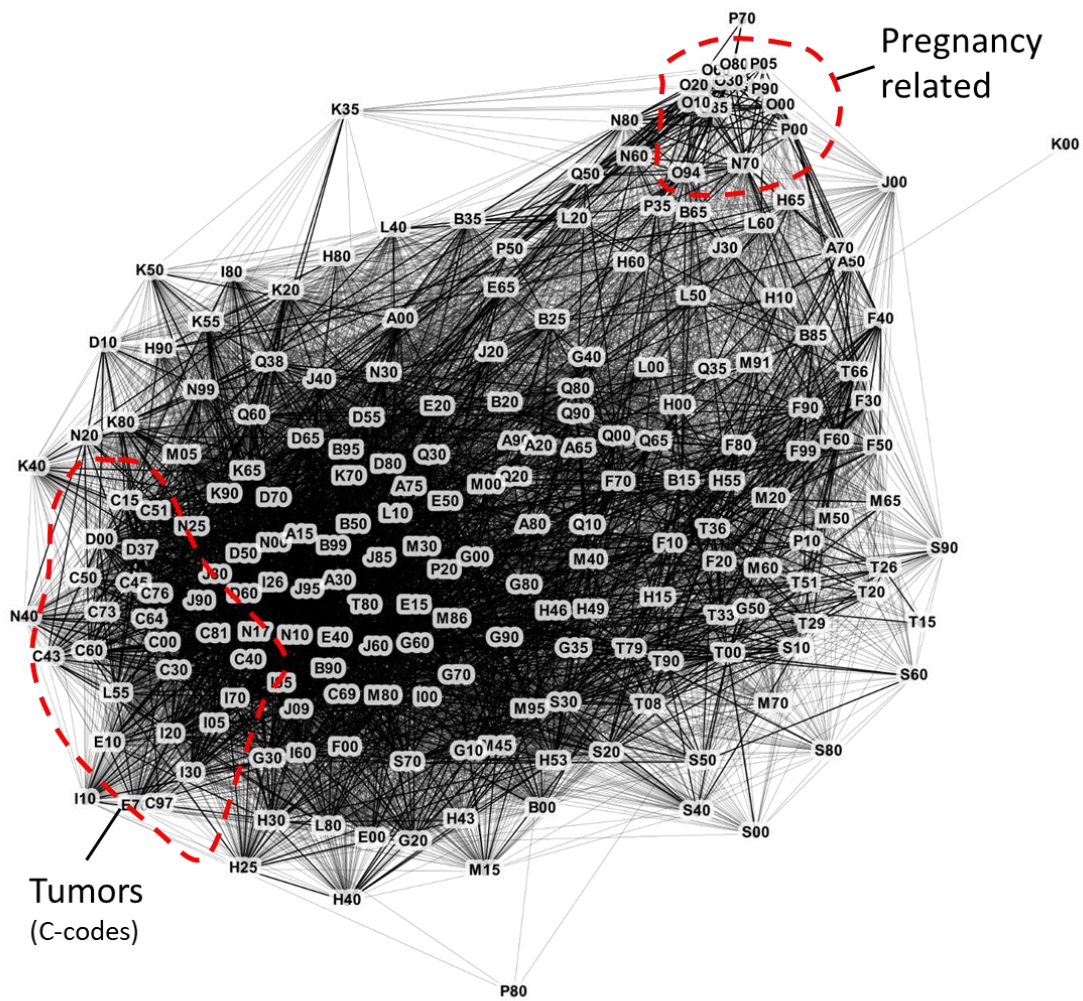 P70
O80 P05
O30
O20 P90
Pregnancy
related
O10 O00
K35
N80 P00
K00
N60 N70
Q50 O94
J00
H65
P35 B65
B35 L20
L40 L60
P50 J30 A70
H80 H60 A50
K50 I80
K20 E65 L50 H10
K55 A00 B25 F40
D10 H90 B85
Q38 J20 G40
J40 N30 L00 Q35 M91 T66
N99 Q80
Q60 D55 E20 B20 Q90 H00 F90 F30
K80
N20 D65 B95 A90 A20 A65 Q00 Q65 F80 F99 F60 F50
M05 D80 Q30
K40 K65 K70 A75 M00 Q20 F70 B15 H55
C15 K90 D70 E50 M20 M65
C51 L10
N25 B50 A80 Q10 T36 M50
D00 A15
D37 D50 B99 J85 M30 G00 M40 F10 P10 S90
P20 F20 M60 T26
C50 C45 I26 J95 A30 G80 T51
C76 J90 T80 E15 H46 H49 H15 T20
N40 C73 C64 M86 T33 G50 T29 T15
C81 N17 N10 E40 J60 G60 G90
C43 C60 C00 C40 G35 T79 T90 T00 S10
C30 B90 G70 S60
L55 I70 C69 M80 I00
J09 M95 S30 T08 M70
I05
E10 I20
G30 I60 F00 S70 G10 M45 H53 S20 S50 S80
I30
I10 C97 B00 S40
H30 L80 E00 G20 H43 S00
H25 M15
Tumors
(C-codes)
H40
P80